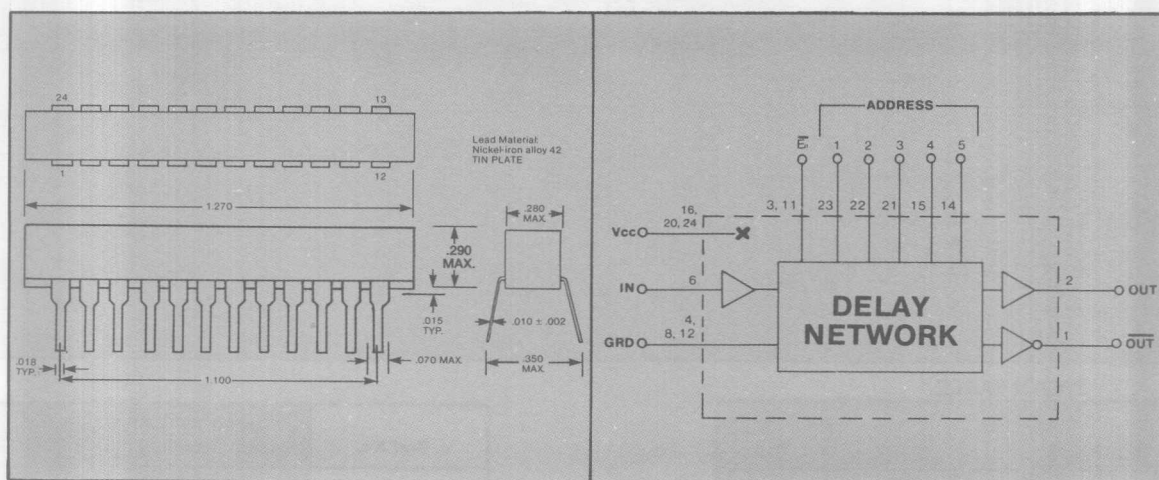 24
13
1
12
1.270
Lead Material:
Nickel-iron alloy 42
TIN PLATE
.280
MAX.
.290
MAX.
.015
TYP.
.010 ± .002
.018
TYP.
.070 MAX.
.350
MAX.
1.100
ADDRESS
E 1 2 3 4 5
3, 11 23 22 21 15 14
16,
20, 24
Vcc
IN 6
4,
8, 12
GRD
DELAY
NETWORK
2 OUT
1 OUT